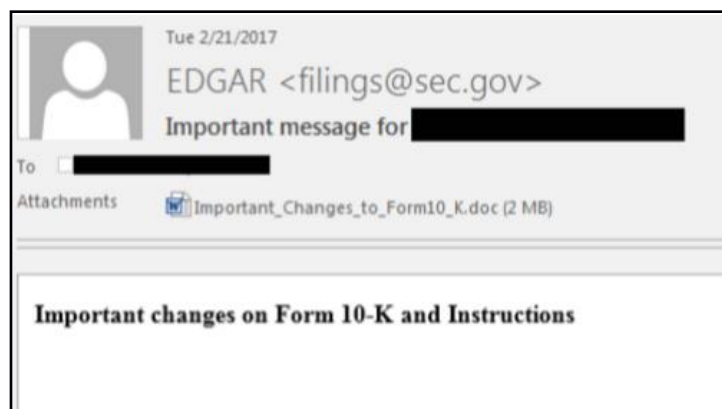 Tue 2/21/2017
EDGAR <filings@sec.gov>
Important message for
To
Attachments Important_Changes_to_Form10_K.doc (2 MB)
Important changes on Form 10-K and Instructions